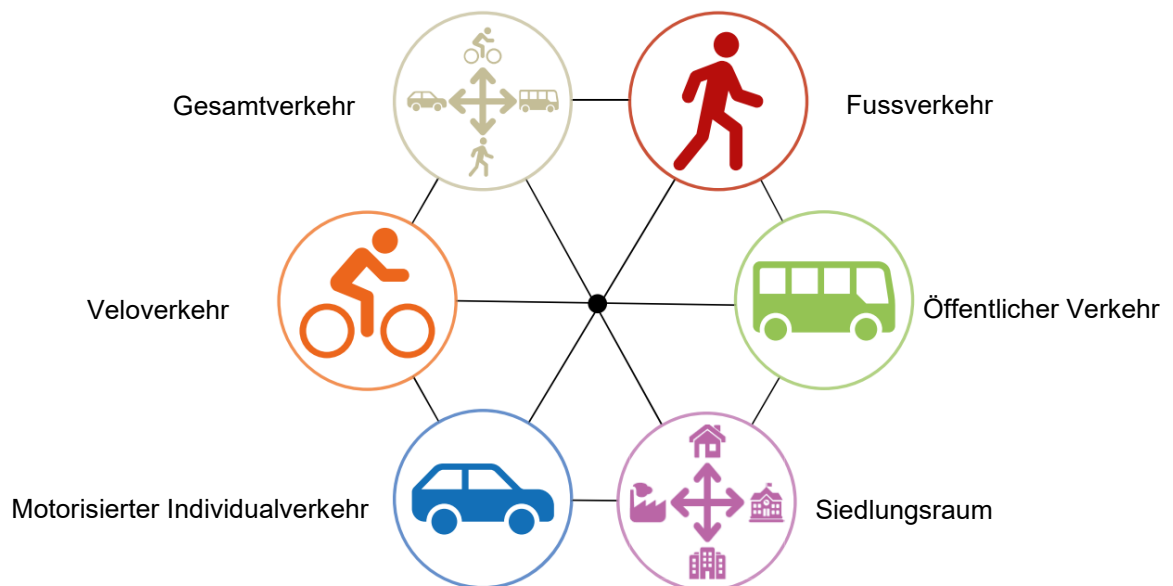 Gesamtverkehr
Fussverkehr
Veloverkehr
Öffentlicher Verkehr
Motorisierter Individualverkehr
Siedlungsraum